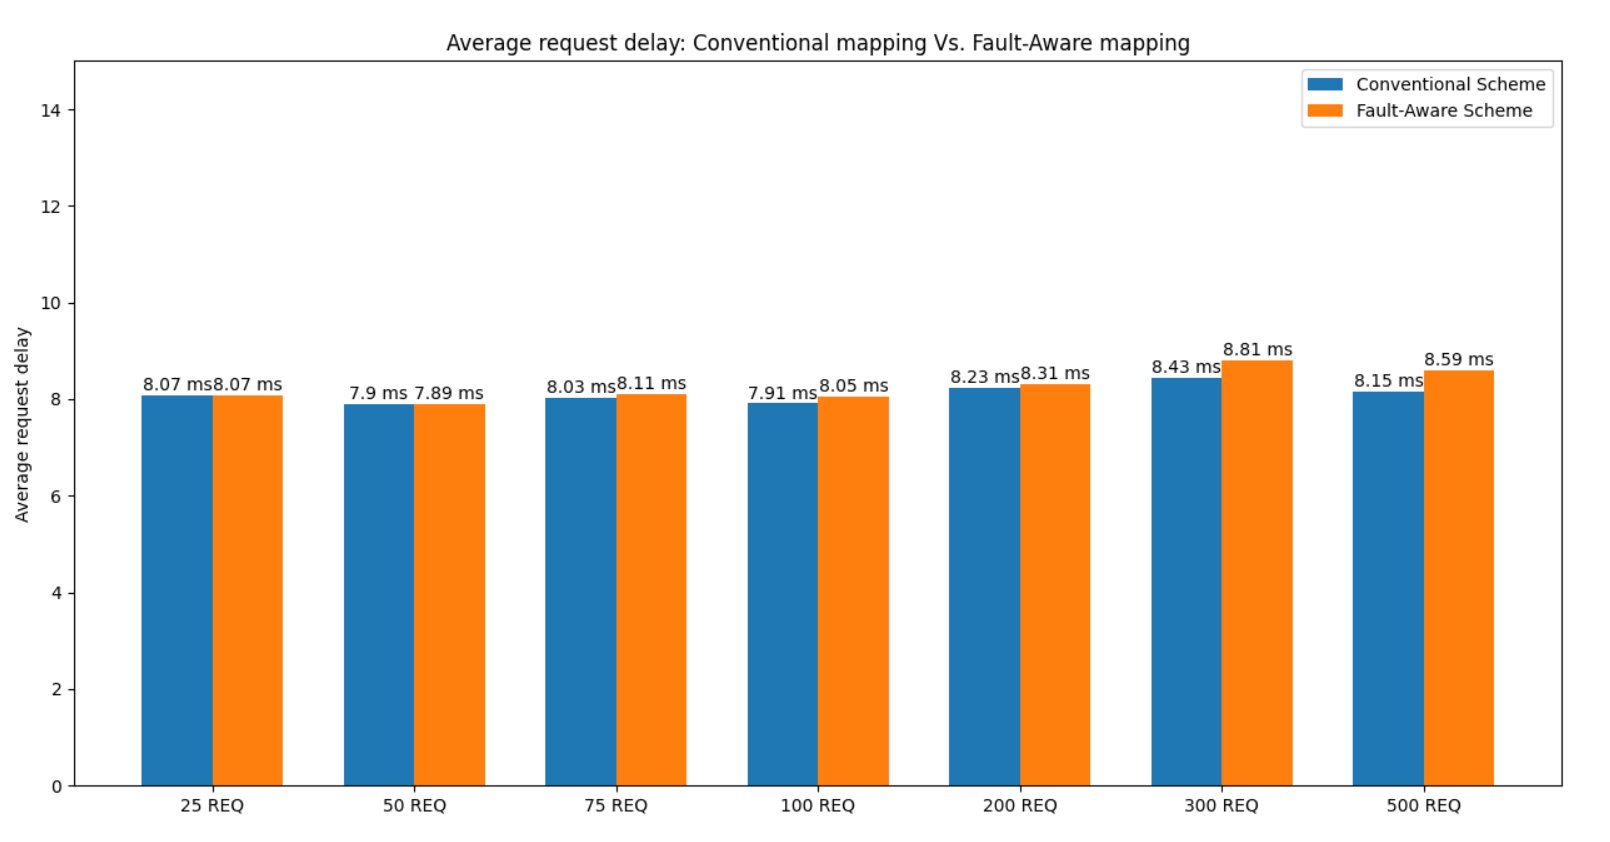 Average request delay: Conventional mapping Vs. Fault-Aware mapping
Conventional Scheme
Fault-Aware Scheme
Average request delay
14
12
10
8
6
4
2
0
8.07 ms 8.07 ms
7.9 ms 7.89 ms
8.03 ms 8.11 ms
7.91 ms 8.05 ms
8.23 ms 8.31 ms
8.43 ms 8.81 ms
8.15 ms 8.59 ms
25 REQ 50 REQ 75 REQ 100 REQ 200 REQ 300 REQ 500 REQ